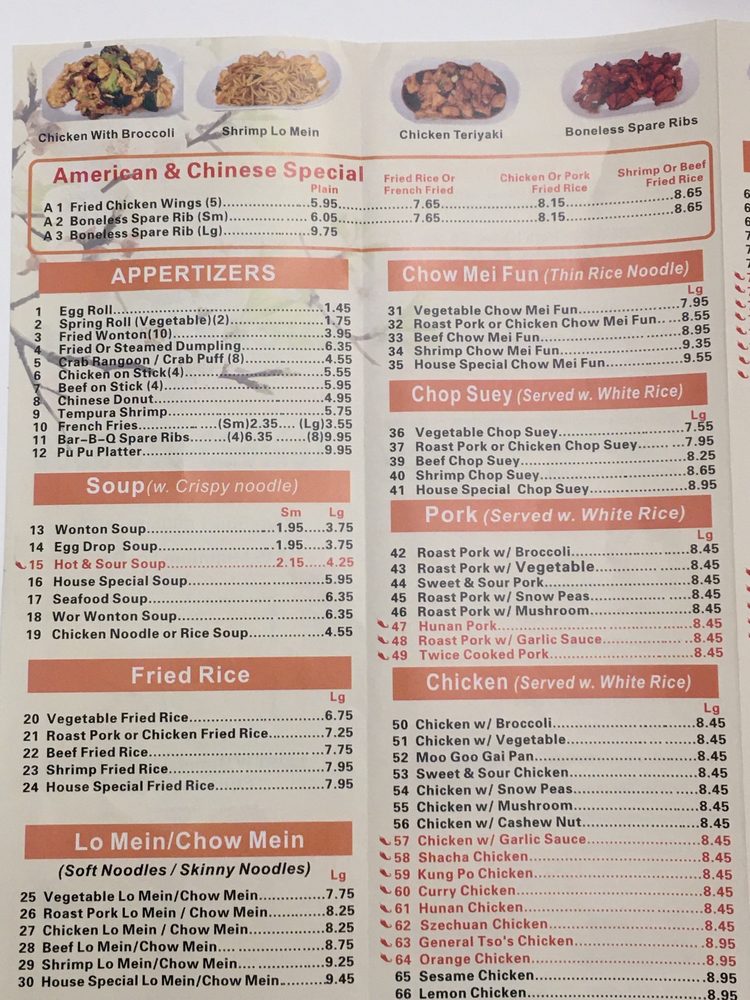 Chicken With Broccoli
Shrimp Lo Mein
Chicken Teriyaki
Boneless Spare Ribs
American & Chinese Special
Plain
Fried Rice Or
French Fried
Chicken Or Pork
Fried Rice
Shrimp Or Beef
Fried Rice
A 1 Fried Chicken Wings (5)......5.95......7.65......8.15......8.65
A 2 Boneless Spare Rib (Sm)......6.05......7.65......8.15......8.65
A 3 Boneless Spare Rib (Lg)......9.75
APPERTIZERS
1 Egg Roll......1.45
2 Spring Roll (Vegetable)(2)......1.75
3 Fried Wonton(10)......3.95
4 Fried Or Steamed Dumpling......6.35
5 Crab Rangoon / Crab Puff (8)......4.55
6 Chicken on Stick(4)......5.55
7 Beef on Stick (4)......5.95
8 Chinese Donut......4.95
9 Tempura Shrimp......5.75
10 French Fries......(Sm)2.35.... (Lg)3.55
11 Bar-B-Q Spare Ribs......(4)6.35 ......(8)9.95
12 Pu Pu Platter......9.95
Soup (w. Crispy noodle)
Sm Lg
13 Wonton Soup......1.95....3.75
14 Egg Drop Soup......1.95....3.75
15 Hot & Sour Soup......2.15....4.25
16 House Special Soup......5.95
17 Seafood Soup......6.35
18 Wor Wonton Soup......6.35
19 Chicken Noodle or Rice Soup......4.55
Fried Rice
Lg
20 Vegetable Fried Rice......6.75
21 Roast Pork or Chicken Fried Rice......7.25
22 Beef Fried Rice......7.75
23 Shrimp Fried Rice......7.95
24 House Special Fried Rice......7.95
Lo Mein/Chow Mein
(Soft Noodles / Skinny Noodles)
Lg
25 Vegetable Lo Mein/Chow Mein......7.75
26 Roast Pork Lo Mein / Chow Mein......8.25
27 Chicken Lo Mein / Chow Mein......8.25
28 Beef Lo Mein/Chow Mein......8.75
29 Shrimp Lo Mein/Chow Mein......9.25
30 House Special Lo Mein/Chow Mein......9.45
Chow Mei Fun (Thin Rice Noodle)
Lg
31 Vegetable Chow Mei Fun......7.95
32 Roast Pork or Chicken Chow Mei Fun......8.55
33 Beef Chow Mei Fun......8.95
34 Shrimp Chow Mei Fun......9.35
35 House Special Chow Mei Fun......9.55
Chop Suey (Served w. White Rice)
Lg
36 Vegetable Chop Suey......7.55
37 Roast Pork or Chicken Chop Suey......7.95
39 Beef Chop Suey......8.25
40 Shrimp Chop Suey......8.65
41 House Special Chop Suey......8.95
Pork (Served w. White Rice)
Lg
42 Roast Pork w/ Broccoli......8.45
43 Roast Pork w/ Vegetable......8.45
44 Sweet & Sour Pork......8.45
45 Roast Pork w/ Snow Peas......8.45
46 Roast Pork w/ Mushroom......8.45
47 Hunan Pork......8.45
48 Roast Pork w/ Garlic Sauce......8.45
49 Twice Cooked Pork......8.45
Chicken (Served w. White Rice)
Lg
50 Chicken w/ Broccoli......8.45
51 Chicken w/ Vegetable......8.45
52 Moo Goo Gai Pan......8.45
53 Sweet & Sour Chicken......8.45
54 Chicken w/ Snow Peas......8.45
55 Chicken w/ Mushroom......8.45
56 Chicken w/ Cashew Nut......8.45
57 Chicken w/ Garlic Sauce......8.45
58 Shacha Chicken......8.45
59 Kung Po Chicken......8.45
60 Curry Chicken......8.45
61 Hunan Chicken......8.45
62 Szechuan Chicken......8.45
63 General Tso's Chicken......8.95
64 Orange Chicken......8.95
65 Sesame Chicken......8.95
66 Lemon Chicken......8.95